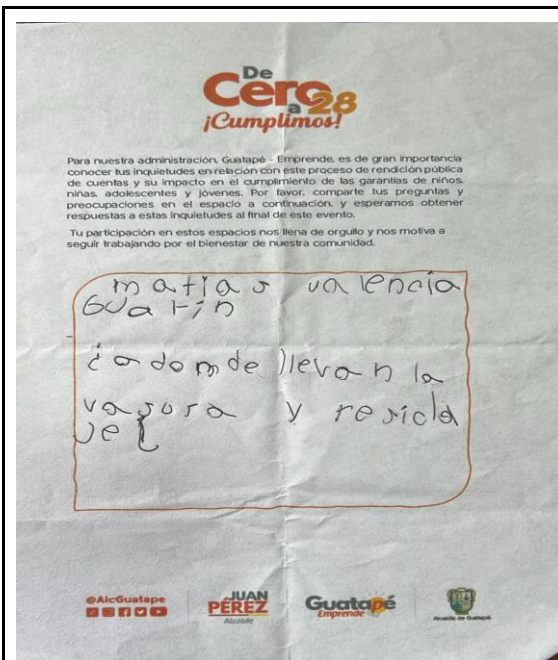 De
Cero
a 28
¡Cumplimos!
Para nuestra administración, Guatapé - Emprende, es de gran importancia
conocer tus inquietudes en relación con este proceso de rendición pública
de cuentas y su impacto en el cumplimiento de las garantías de niños,
niñas, adolescentes y jóvenes. Por favor, comparte tus preguntas y
preocupaciones en el espacio a continuación, y esperamos obtener
respuestas a estas inquietudes al final de este evento.
Tu participación en estos espacios nos llena de orgullo y nos motiva a
seguir trabajando por el bienestar de nuestra comunidad.
matias valencia
Guarín
¿adomde llevan la
vasura y resicla
je?
@AlcGuatape
JUAN
PÉREZ
Alcalde
Guatapé
Emprende
Alcaldía de Guatapé